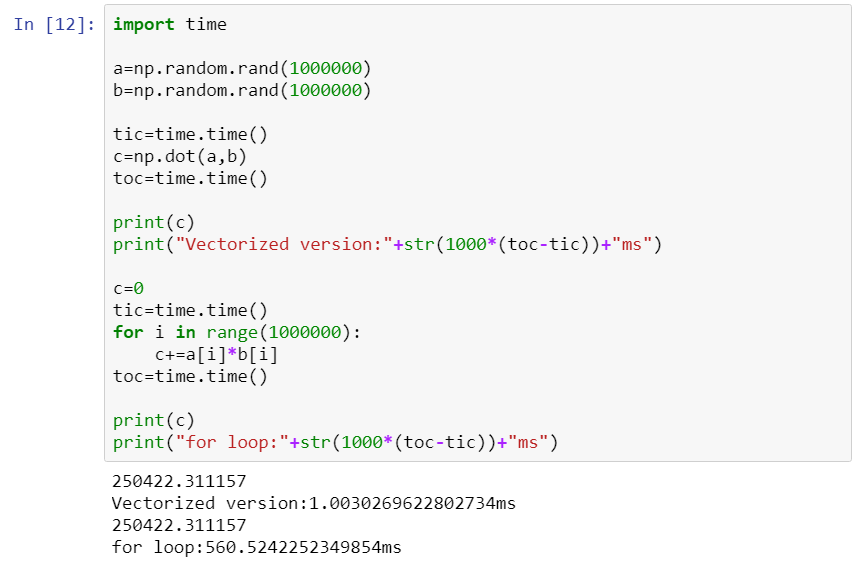 In [12]:
import time

a=np.random.rand(1000000)
b=np.random.rand(1000000)

tic=time.time()
c=np.dot(a,b)
toc=time.time()

print(c)
print("Vectorized version:"+str(1000*(toc-tic))+"ms")

c=0
tic=time.time()
for i in range(1000000):
    c+=a[i]*b[i]
toc=time.time()

print(c)
print("for loop:"+str(1000*(toc-tic))+"ms")
250422.311157
Vectorized version:1.0030269622802734ms
250422.311157
for loop:560.5242252349854ms